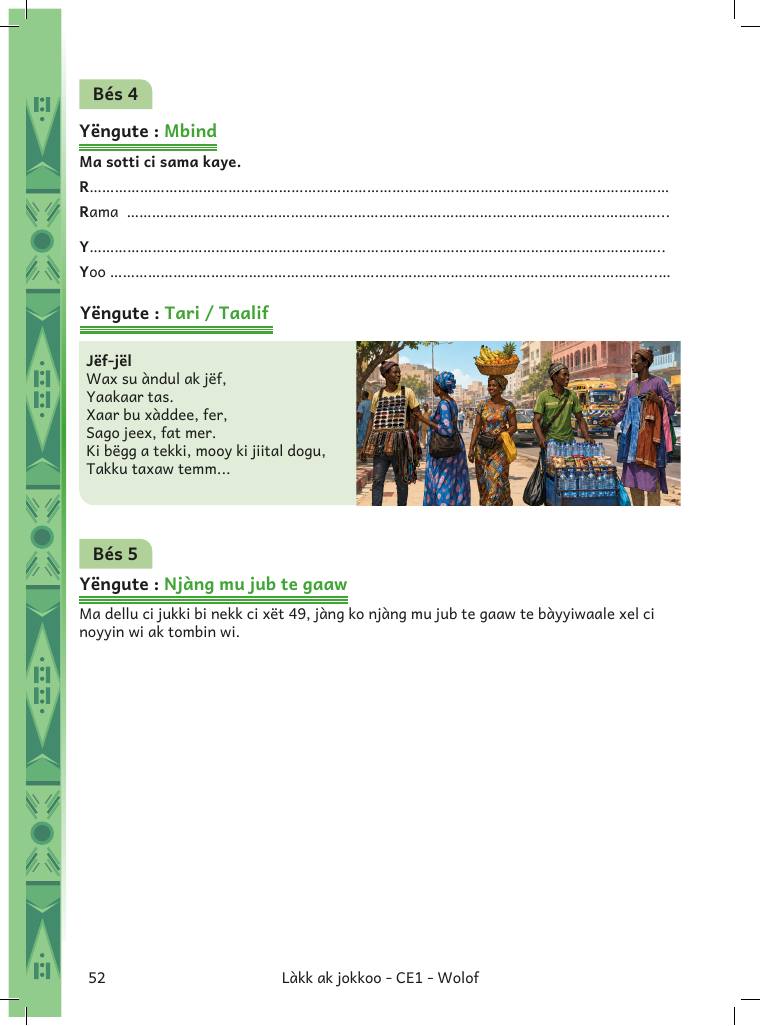 Bés 4
Yëngute : Mbind
Ma sotti ci sama kaye.
R……………………………………………………………………………………………………………………………
Rama …………………………………………………………………………………………………………………...
Y…………………………………………………………………………………………………………………………..
Yoo …………………………………………………………………………………………………………………......…
Yëngute : Tari / Taalif
Jëf-jël
Wax su àndul ak jëf,
Yaakaar tas.
Xaar bu xàddee, fer,
Sago jeex, fat mer.
Ki bëgg a tekki, mooy ki jiital dogu,
Takku taxaw temm...
Bés 5
Yëngute : Njàng mu jub te gaaw
Ma dellu ci jukki bi nekk ci xët 49, jàng ko njàng mu jub te gaaw te bàyyiwaale xel ci
noyyin wi ak tombin wi.
52
Làkk ak jokkoo - CE1 - Wolof